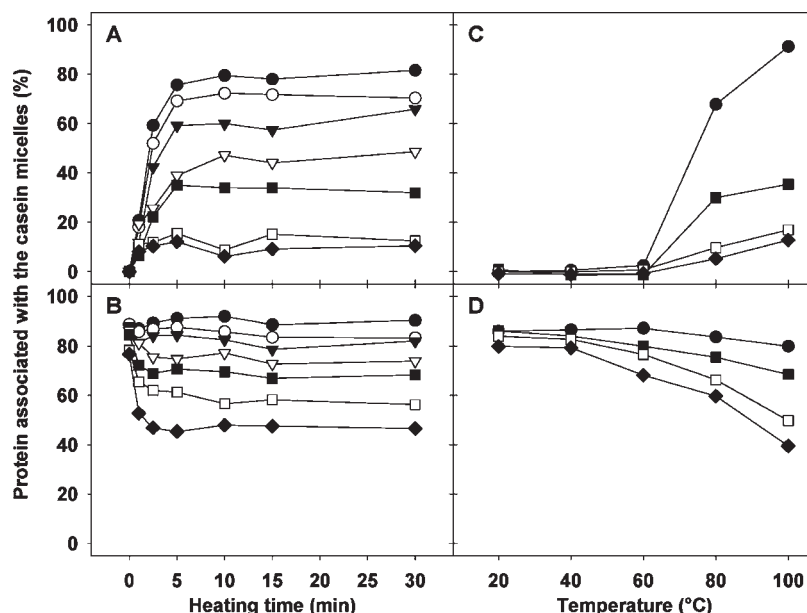 Protein associated with the casein micelles (%)
A
100
80
60
40
20
0
C
B
100
80
60
40
20
0
D
0 5 10 15 20 25 30
Heating time (min)
20 40 60 80 100
Temperature (°C)